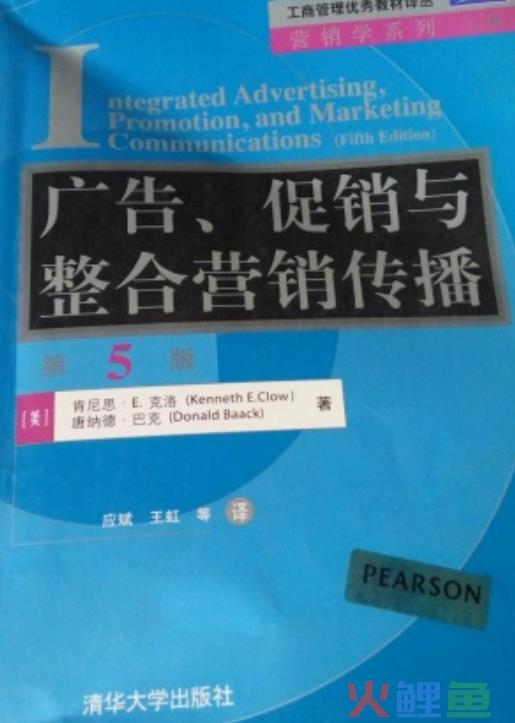 工商管理优秀教材译丛
营销学系列
Integrated Advertising,
Promotion, and Marketing
Communications (Fifth Edition)
广告、促销与
整合营销传播
第5版
[美]
肯尼思·E.克洛 (Kenneth E.Clow)
唐纳德·巴克 (Donald Baack)
著
应斌 王虹 等 译
PEARSON
清华大学出版社
火鲤鱼